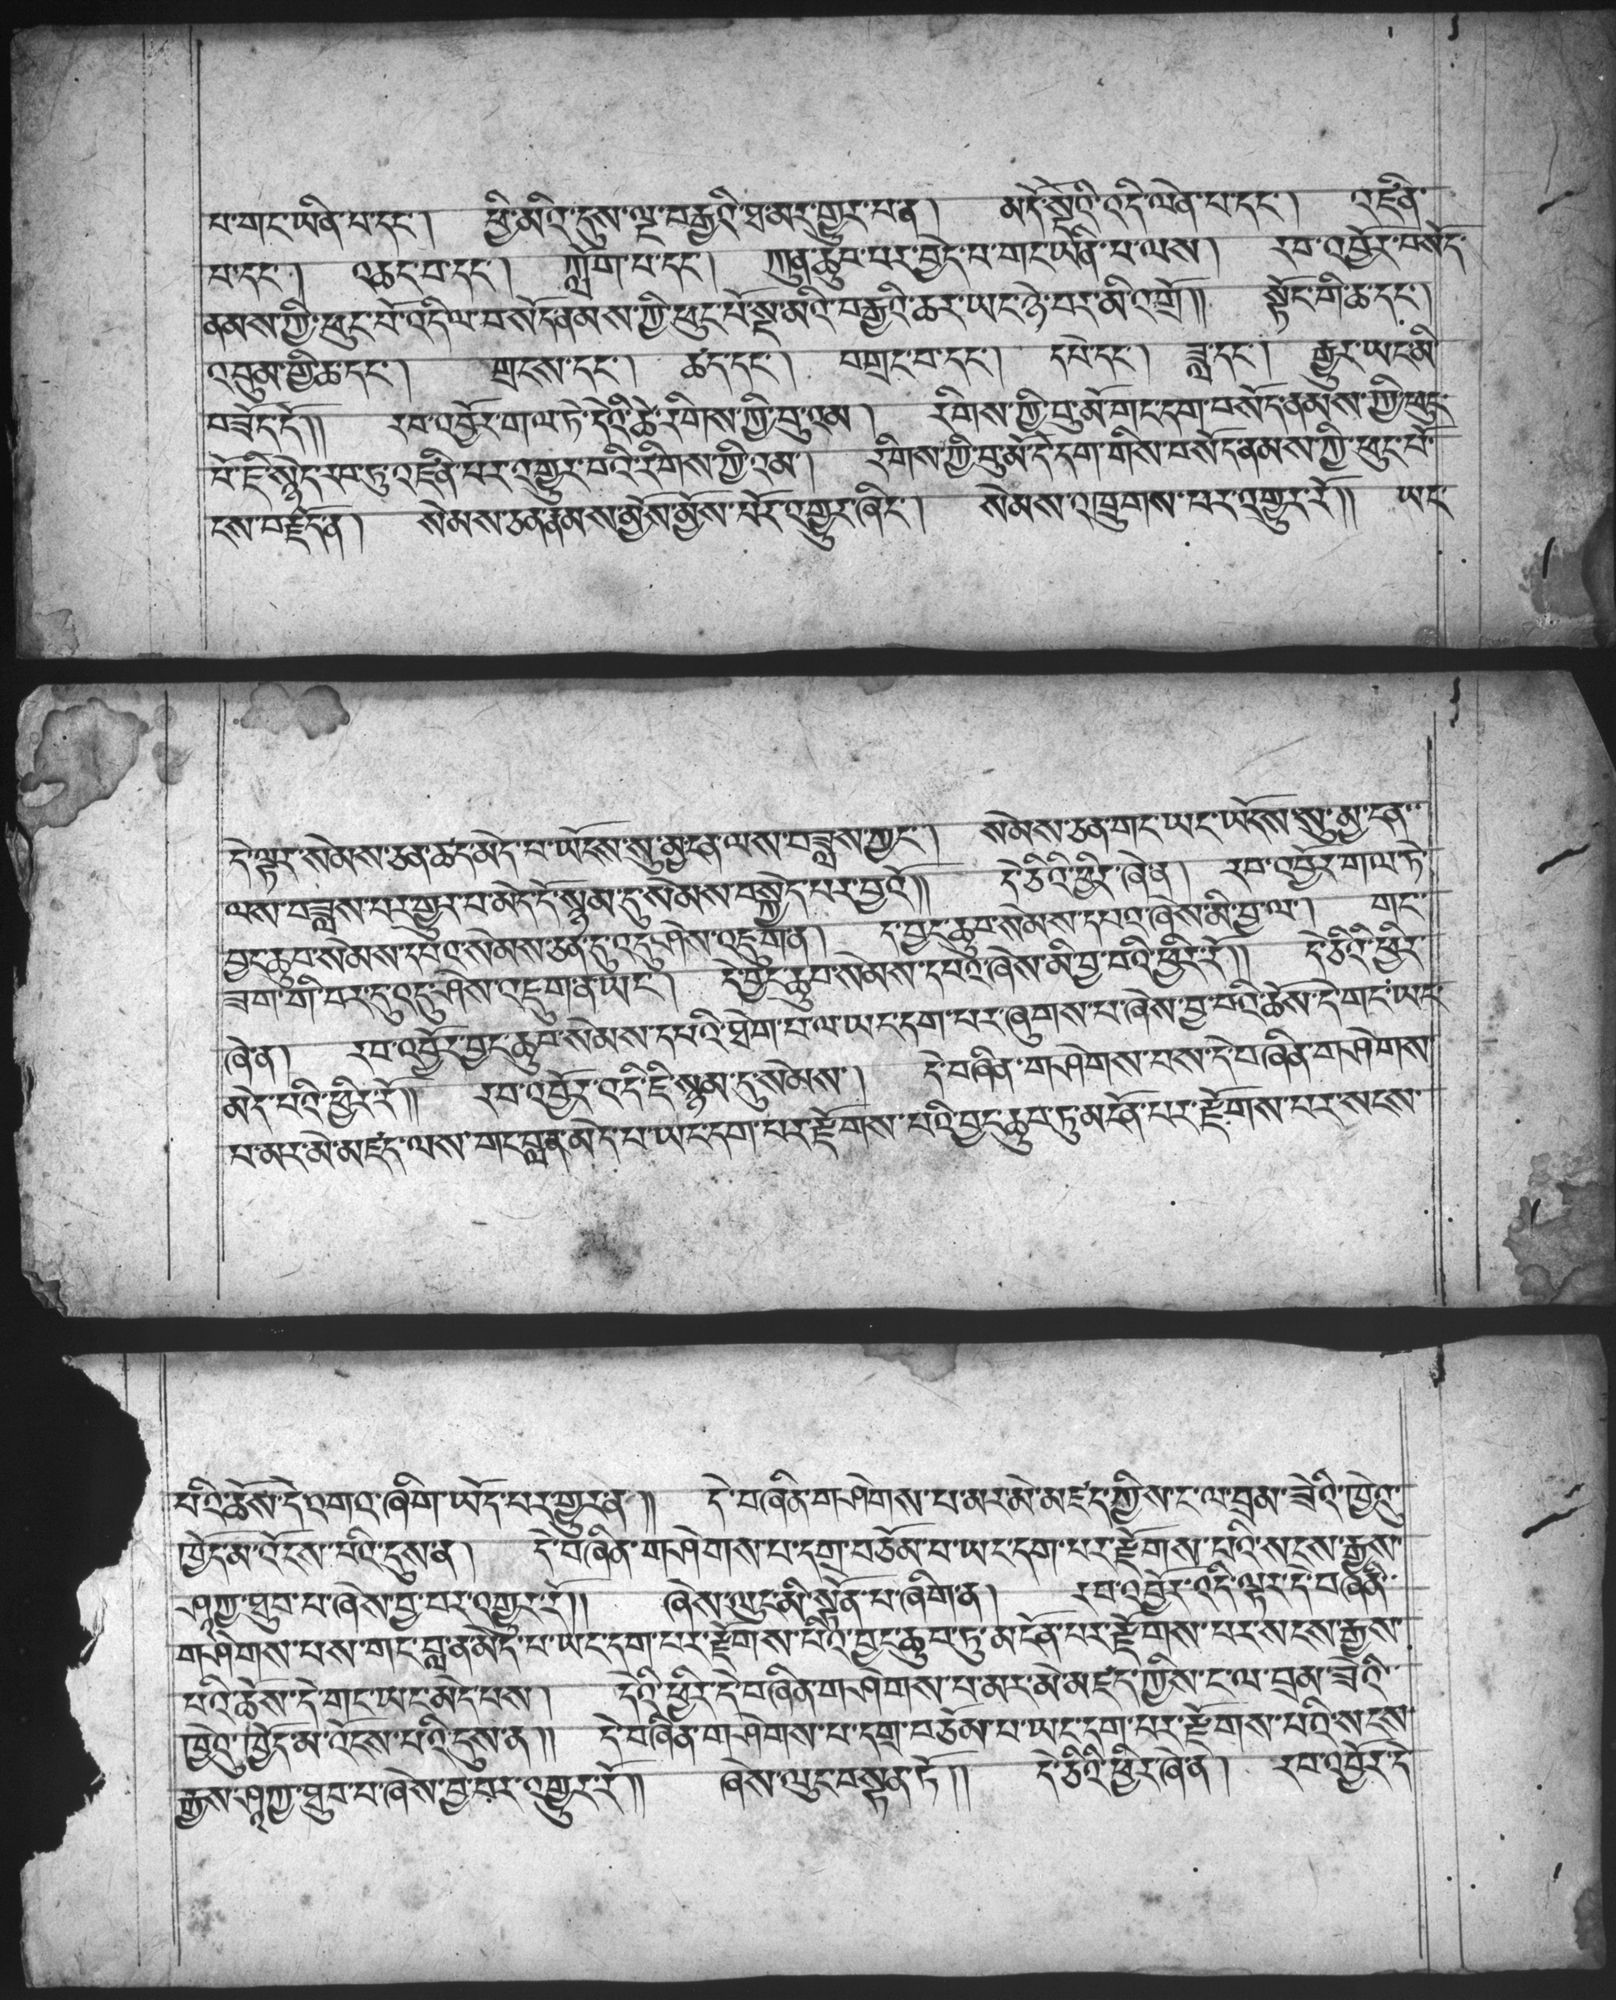 པ་གང་ཡིན་པ་དང་། ཕྱི་མའི་དུས་ལྔ་བརྒྱའི་ཐ་མར་གྱུར་པ་ན། མདོ་སྡེའི་འདི་ལེན་པ་དང་། འཛིན་
པ་དང་། འཆང་བ་དང་། ཀློག་པ་དང་། ཀུན་ཆུབ་པར་བྱེད་པ་གང་ཡིན་པ་ལས། རབ་འབྱོར་བསོད་
ནམས་ཀྱི་ཕུང་པོ་འདི་ལ་བསོད་ནམས་ཀྱི་ཕུང་པོ་སྔ་མའི་བརྒྱའི་ཆར་ཡང་ཉེ་བར་མི་འགྲོ།། སྟོང་གི་ཆ་དང་།
འབུམ་གྱི་ཆ་དང་། གྲངས་དང་། ཆ་དང་། བགྲང་བ་དང་། དཔེ་དང་། ཟླ་དང་། རྒྱུར་ཡང་མི་
བཟོད་དོ།། རབ་འབྱོར་གལ་ཏེ་དེའི་ཚེ་རིགས་ཀྱི་བུ་འམ། རིགས་ཀྱི་བུ་མོ་གང་དག་བསོད་ནམས་ཀྱི་ཕུང་
པོ་ཇི་སྙེད་རབ་ཏུ་འཛིན་པར་འགྱུར་བའི་རིགས་ཀྱི་འམ། རིགས་ཀྱི་བུ་མོ་དེ་དག་གིས་བསོད་ནམས་ཀྱི་ཕུང་པོ་
ངས་བརྗོད་ན། སེམས་ཅན་རྣམས་མྱོས་མྱོས་པོར་འགྱུར་ཞིང་། སེམས་འཁྲུགས་པར་འགྱུར་རོ།། ཡང་
དེ་ལྟར་སེམས་ཅན་ཚད་མེད་པ་ཡོངས་སུ་མྱ་ངན་ལས་བཟླས་ཀྱང་། སེམས་ཅན་གང་ཡང་ཡོངས་སུ་མྱ་ངན་
ལས་བཟླས་པར་གྱུར་པ་མེད་དོ་སྙམ་དུ་སེམས་བསྐྱེད་པར་བྱའོ།། དེ་ཅིའི་ཕྱིར་ཞེ་ན། རབ་འབྱོར་གལ་ཏེ་
བྱང་ཆུབ་སེམས་དཔའ་སེམས་ཅན་དུ་འདུ་ཤེས་འཇུག་ན། དེ་བྱང་ཆུབ་སེམས་དཔའ་ཞེས་མི་བྱ་ལ། གང་
ཟག་གི་བར་དུ་འདུ་ཤེས་འཇུག་ན་ཡང་། དེ་བྱང་ཆུབ་སེམས་དཔའ་ཞེས་མི་བྱ་བའི་ཕྱིར་རོ།། དེ་ཅིའི་ཕྱིར་
ཞེ་ན། རབ་འབྱོར་བྱང་ཆུབ་སེམས་དཔའི་ཐེག་པ་ལ་ཡང་དག་པར་ཞུགས་པ་ཞེས་བྱ་བའི་ཆོས་དེ་གང་ཡང་
མེད་པའི་ཕྱིར་རོ།། རབ་འབྱོར་འདི་ཇི་སྙམ་དུ་སེམས། དེ་བཞིན་གཤེགས་པས་དེ་བཞིན་གཤེགས་
པ་མར་མེ་མཛད་ལས་གང་བླ་ན་མེད་པ་ཡང་དག་པར་རྫོགས་པའི་བྱང་ཆུབ་ཏུ་མངོན་པར་རྫོགས་པར་སངས་
པའི་ཆོས་དེ་འགའ་ཞིག་ཡོད་པར་གྱུར་ན།། དེ་བཞིན་གཤེགས་པ་མར་མེ་མཛད་ཀྱིས་ང་ལ་བྲམ་ཟེའི་ཁྱེའུ་
ཁྱོད་མ་འོངས་པའི་དུས་ན། དེ་བཞིན་གཤེགས་པ་དགྲ་བཅོམ་པ་ཡང་དག་པར་རྫོགས་པའི་སངས་རྒྱས་
ཤཱཀྱ་ཐུབ་པ་ཞེས་བྱ་བར་འགྱུར་རོ།། ཞེས་ལུང་མི་སྟོན་པ་ཞིག་ན། རབ་འབྱོར་འདི་ལྟར་དེ་བཞིན་
གཤེགས་པས་གང་བླ་ན་མེད་པ་ཡང་དག་པར་རྫོགས་པའི་བྱང་ཆུབ་ཏུ་མངོན་པར་རྫོགས་པར་སངས་རྒྱས་
པའི་ཆོས་དེ་གང་ཡང་མེད་པས། དེའི་ཕྱིར་དེ་བཞིན་གཤེགས་པ་མར་མེ་མཛད་ཀྱིས་ང་ལ་བྲམ་ཟེའི་
ཁྱེའུ་ཁྱོད་མ་འོངས་པའི་དུས་ན།། དེ་བཞིན་གཤེགས་པ་དགྲ་བཅོམ་པ་ཡང་དག་པར་རྫོགས་པའི་སངས་
རྒྱས་ཤཱཀྱ་ཐུབ་པ་ཞེས་བྱ་བར་འགྱུར་རོ།། ཞེས་ལུང་བསྟན་ཏོ།། དེ་ཅིའི་ཕྱིར་ཞེ་ན། རབ་འབྱོར་དེ་